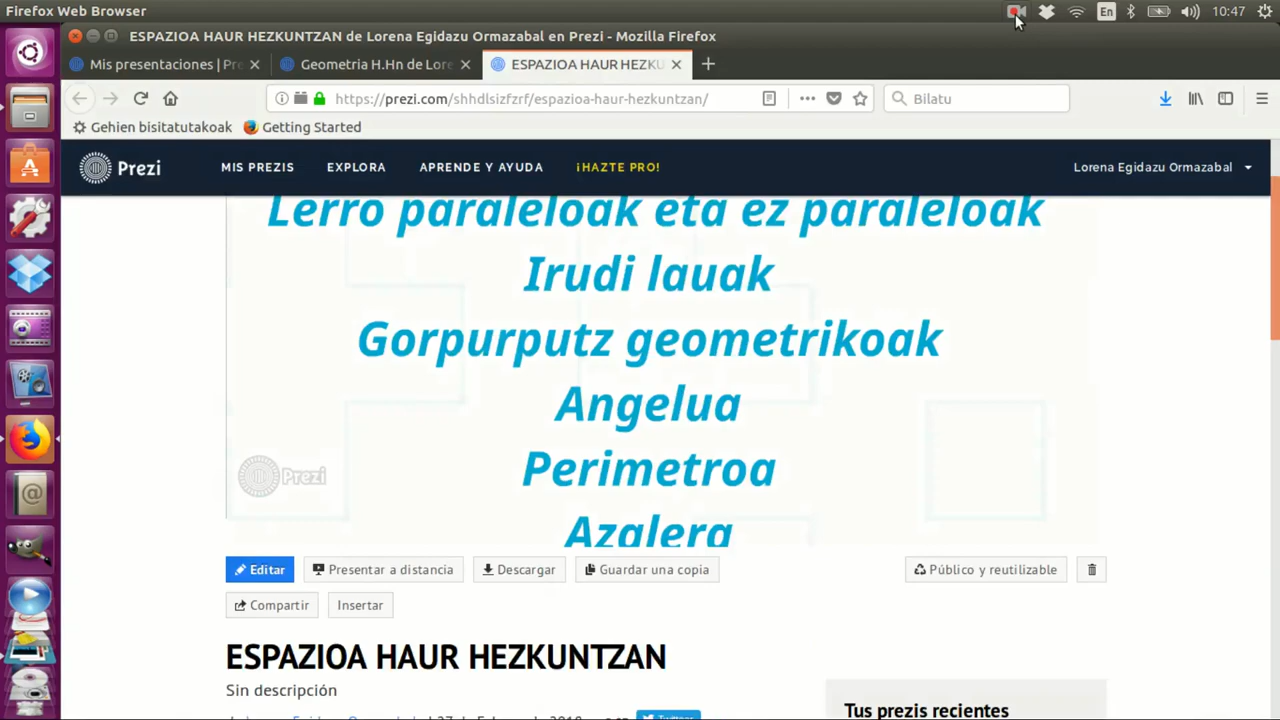 Firefox Web Browser
En
10:47
ESPAZIOA HAUR HEZKUNTZAN de Lorena Egidazu Ormazabal en Prezi - Mozilla Firefox
Mis presentaciones | Pre
Geometria H.Hn de Lore
ESPAZIOA HAUR HEZKU
https://prezi.com/shhdlsizfzrf/espazioa-haur-hezkuntzan/
Bilatu
Gehien bisitatutakoak
Getting Started
Prezi
MIS PREZIS
EXPLORA
APRENDE Y AYUDA
¡HAZTE PRO!
Lorena Egidazu Ormazabal
Lerro paraleloak eta ez paraleloak
Irudi lauak
Gorpurputz geometrikoak
Angelua
Perimetroa
Azalera
Prezi
Editar
Presentar a distancia
Descargar
Guardar una copia
Público y reutilizable
Compartir
Insertar
ESPAZIOA HAUR HEZKUNTZAN
Sin descripción
Tus prezis recientes